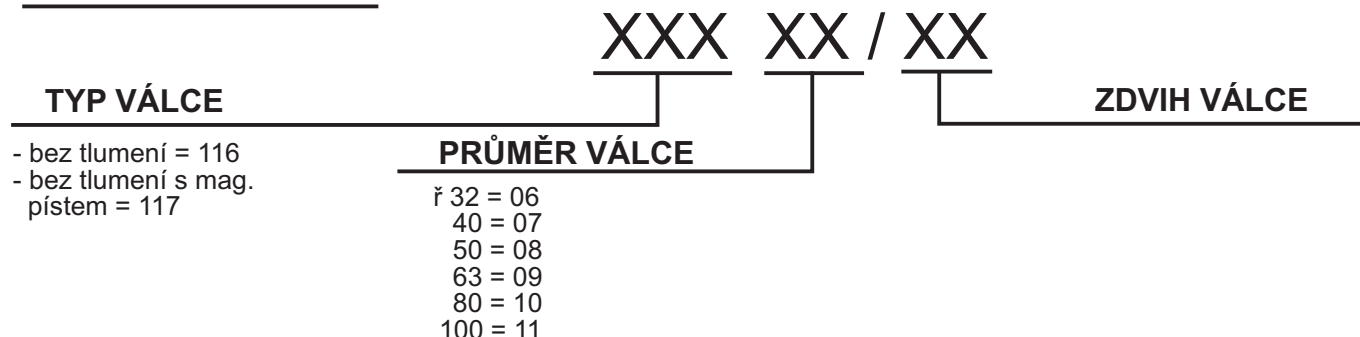 XXX XX / XX
TYP VÁLCE
ZDVIH VÁLCE
- bez tlumení = 116
- bez tlumení s mag.
pístem = 117
PRŮMĚR VÁLCE
ř 32 = 06
40 = 07
50 = 08
63 = 09
80 = 10
100 = 11